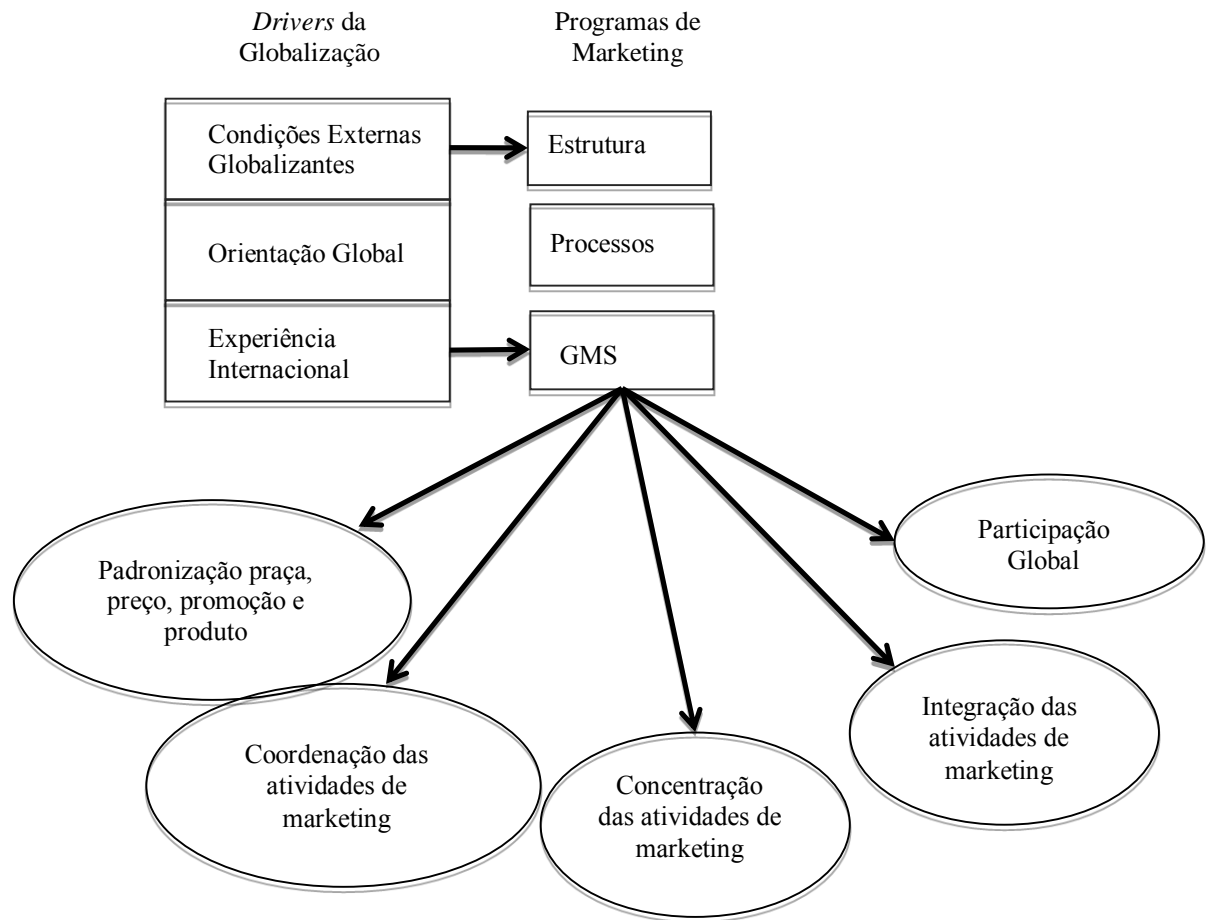 Drivers da
Globalização
Programas de
Marketing
Condições Externas
Globalizantes
Estrutura
Orientação Global
Processos
Experiência
Internacional
GMS
Participação
Global
Padronização praça,
preço, promoção e
produto
Integração das
atividades de
marketing
Coordenação das
atividades de
marketing
Concentração
das atividades de
marketing